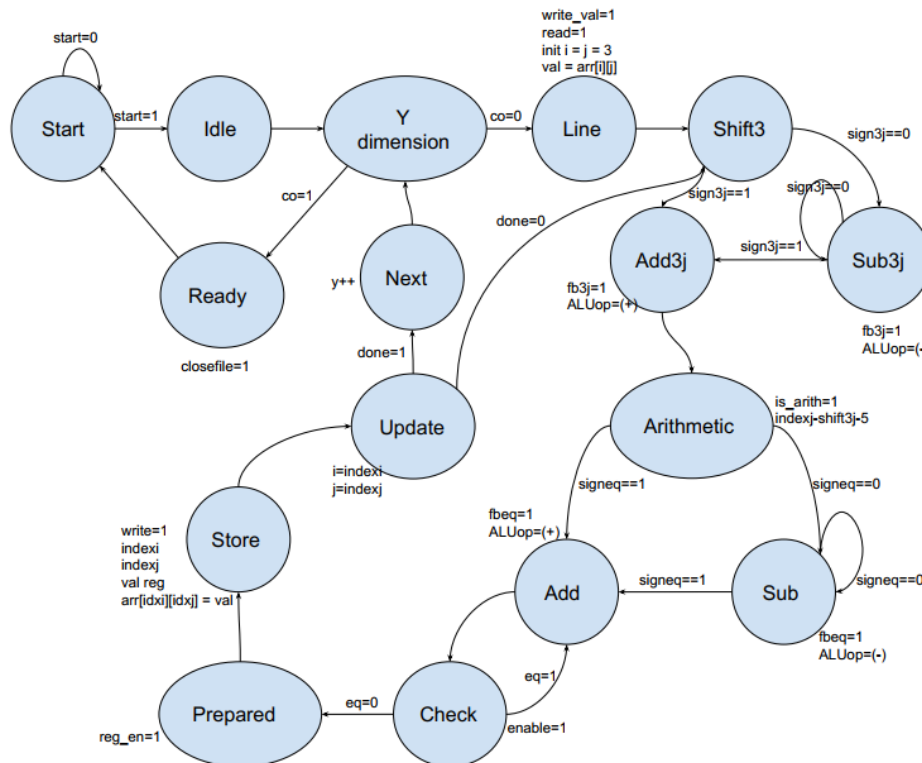 write_val=1
read=1
init i = j = 3
val = arr[i][j]
start=0
Start
start=1
Idle
Y
dimension
co=0
Line
Shift3
sign3j==0
co=1
done=0
sign3j==1
sign3j==0
Ready
closefile=1
y++
Next
Add3j
sign3j==1
Sub3j
fb3j=1
ALUop=(+)
fb3j=1
ALUop=(-
done=1
Update
i=indexi
j=indexj
Arithmetic
is_arith=1
indexj-shift3j-5
signeq==1
signeq==0
write=1
indexi
indexj
val reg
arr[idxi][idxj] = val
Store
fbeq=1
ALUop=(+)
Add
signeq==1
Sub
signeq==0
fbeq=1
ALUop=(-)
eq=1
Prepared
reg_en=1
eq=0
Check
enable=1